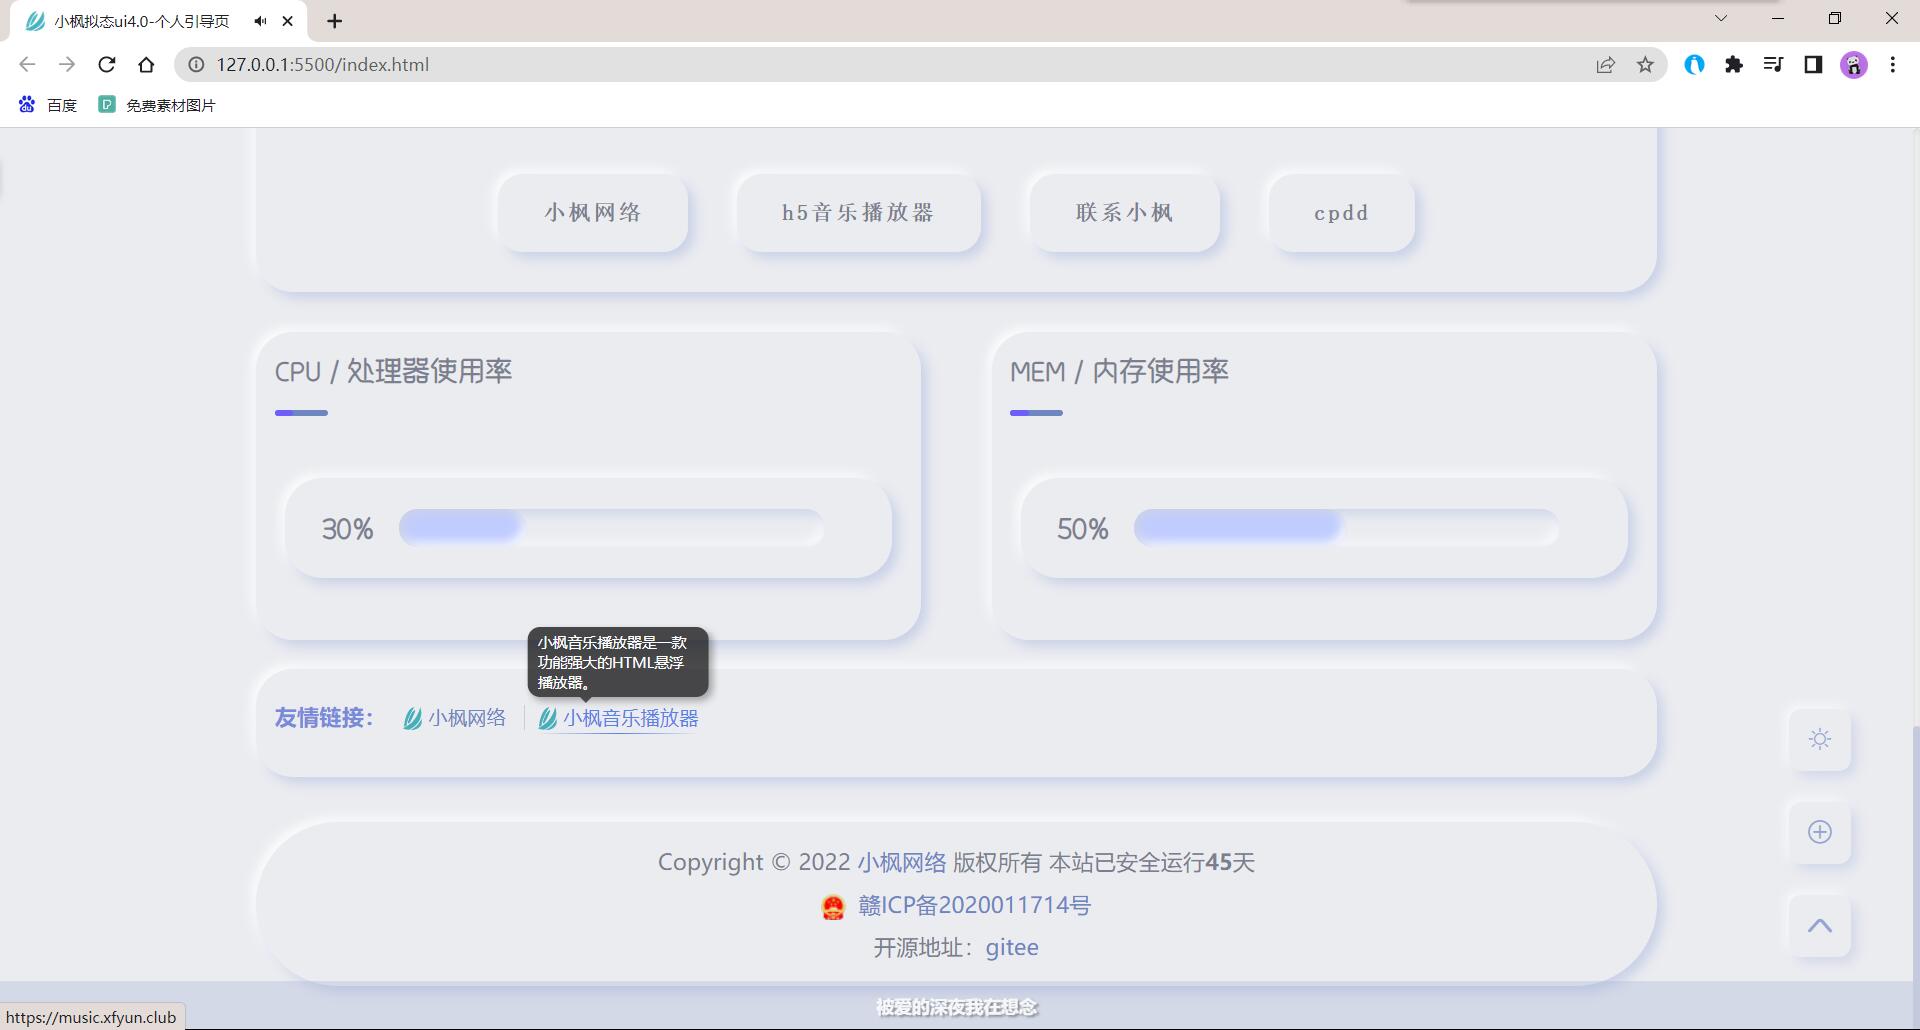 小枫拟态ui4.0-个人引导页
127.0.0.1:5500/index.html
百度
免费素材图片
小枫网络
h5音乐播放器
联系小枫
cpdd
CPU / 处理器使用率
MEM / 内存使用率
30%
50%
小枫音乐播放器是一款
功能强大的HTML悬浮
播放器。
友情链接：
小枫网络
小枫音乐播放器
Copyright © 2022 小枫网络 版权所有 本站已安全运行45天
赣ICP备2020011714号
开源地址：gitee
被爱的深夜我在想念
https://music.xfyun.club